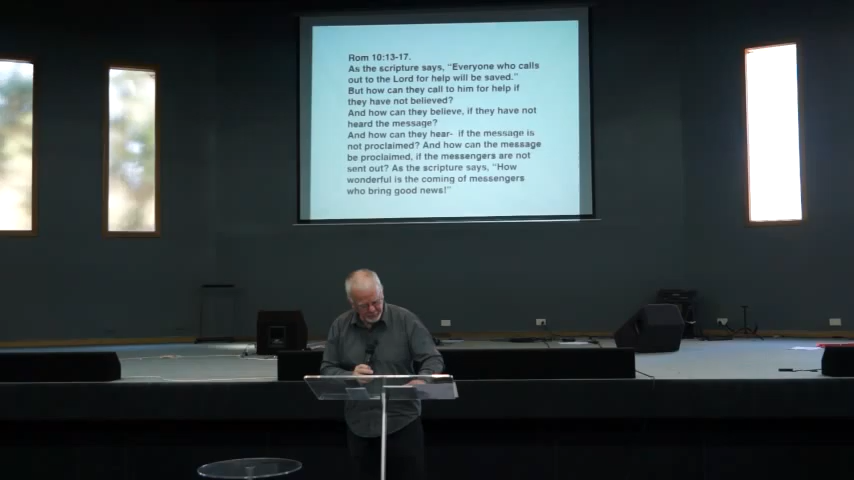 Rom 10:13-17.
As the scripture says, "Everyone who calls
out to the Lord for help will be saved."
But how can they call to him for help if
they have not believed?
And how can they believe, if they have not
heard the message?
And how can they hear- if the message is
not proclaimed? And how can the message
be proclaimed, if the messengers are not
sent out? As the scripture says, "How
wonderful is the coming of messengers
who bring good news!"